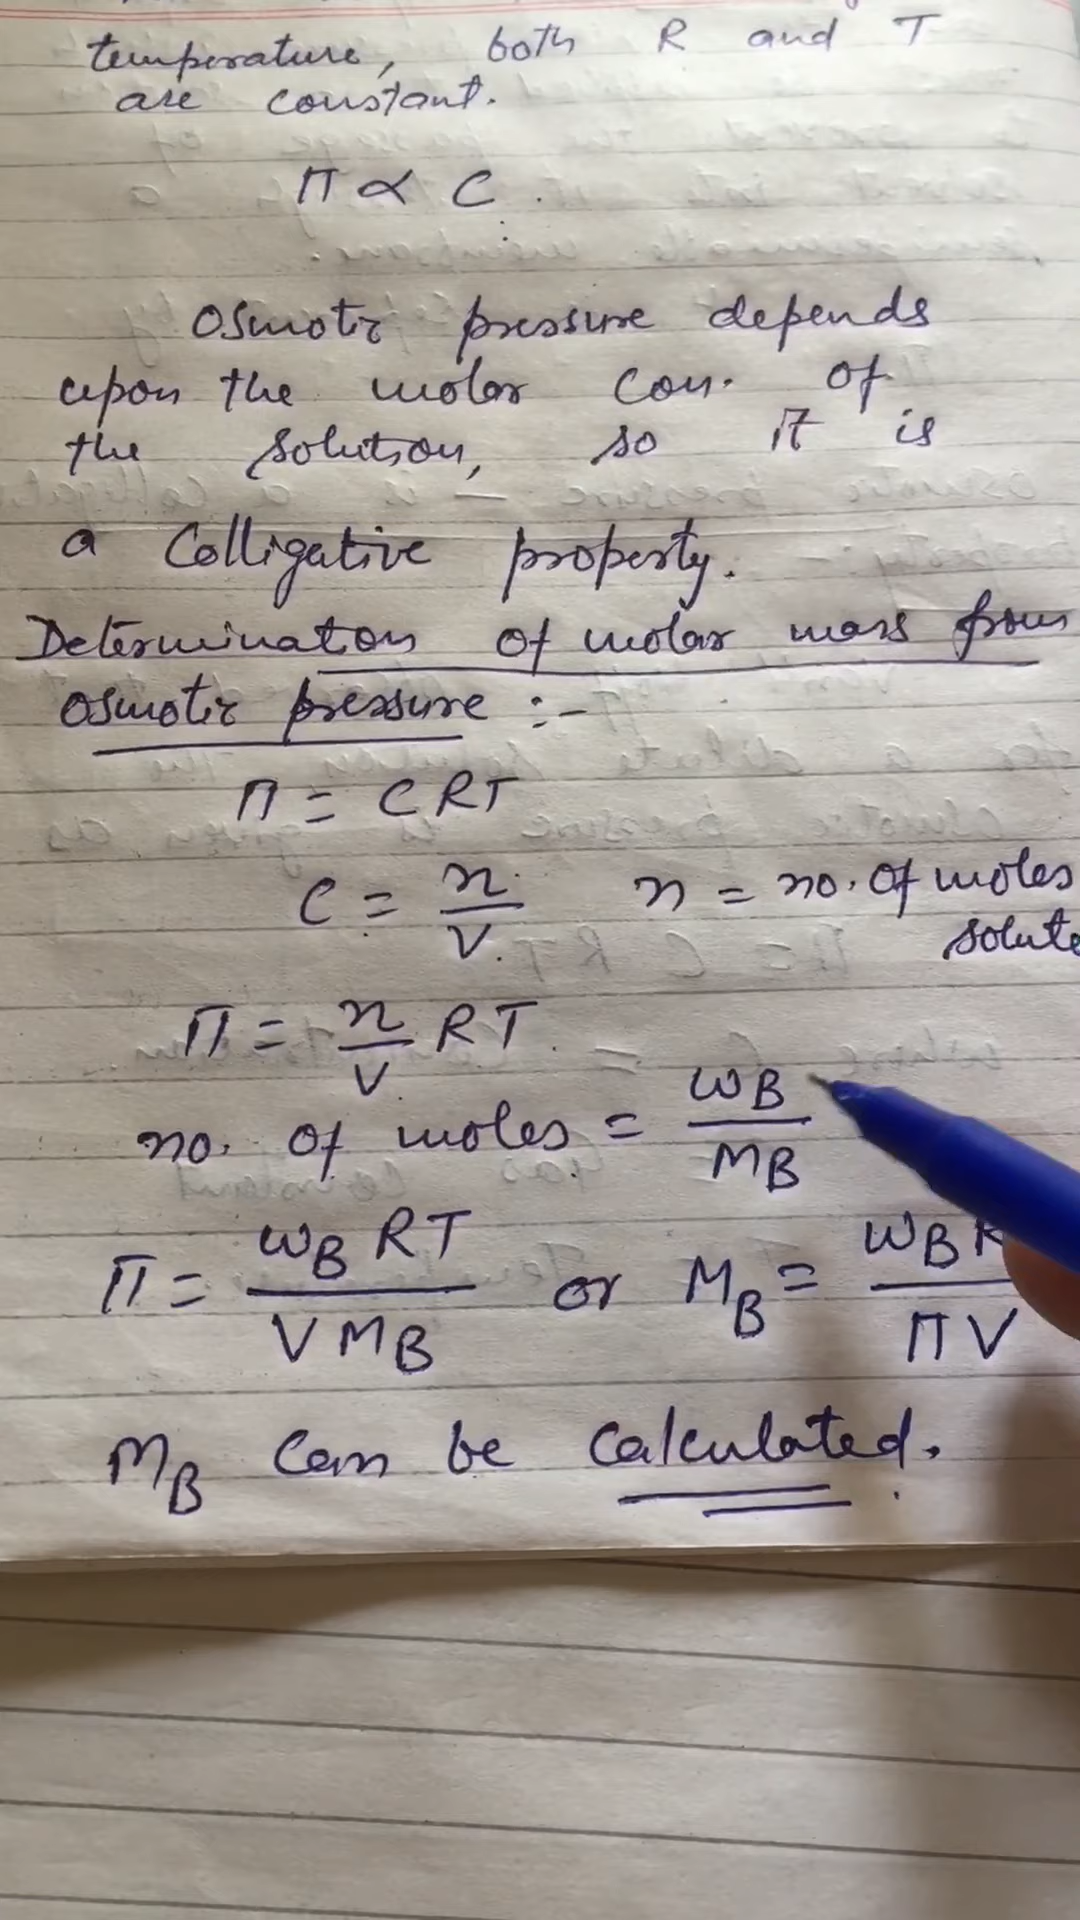 temperature, both R and T
are constant.
Π ∝ C.
Osmotic pressure depends
upon the molar con. of
the solution, so it is
a Colligative property.
Determination of molar mass from
osmotic pressure :-
Π = CRT
C = n/V n = no. of moles
solute
Π = n/V RT.
no. of moles = wB/MB
Π = wB RT / V MB or MB = wB R / Π V
MB can be calculated.